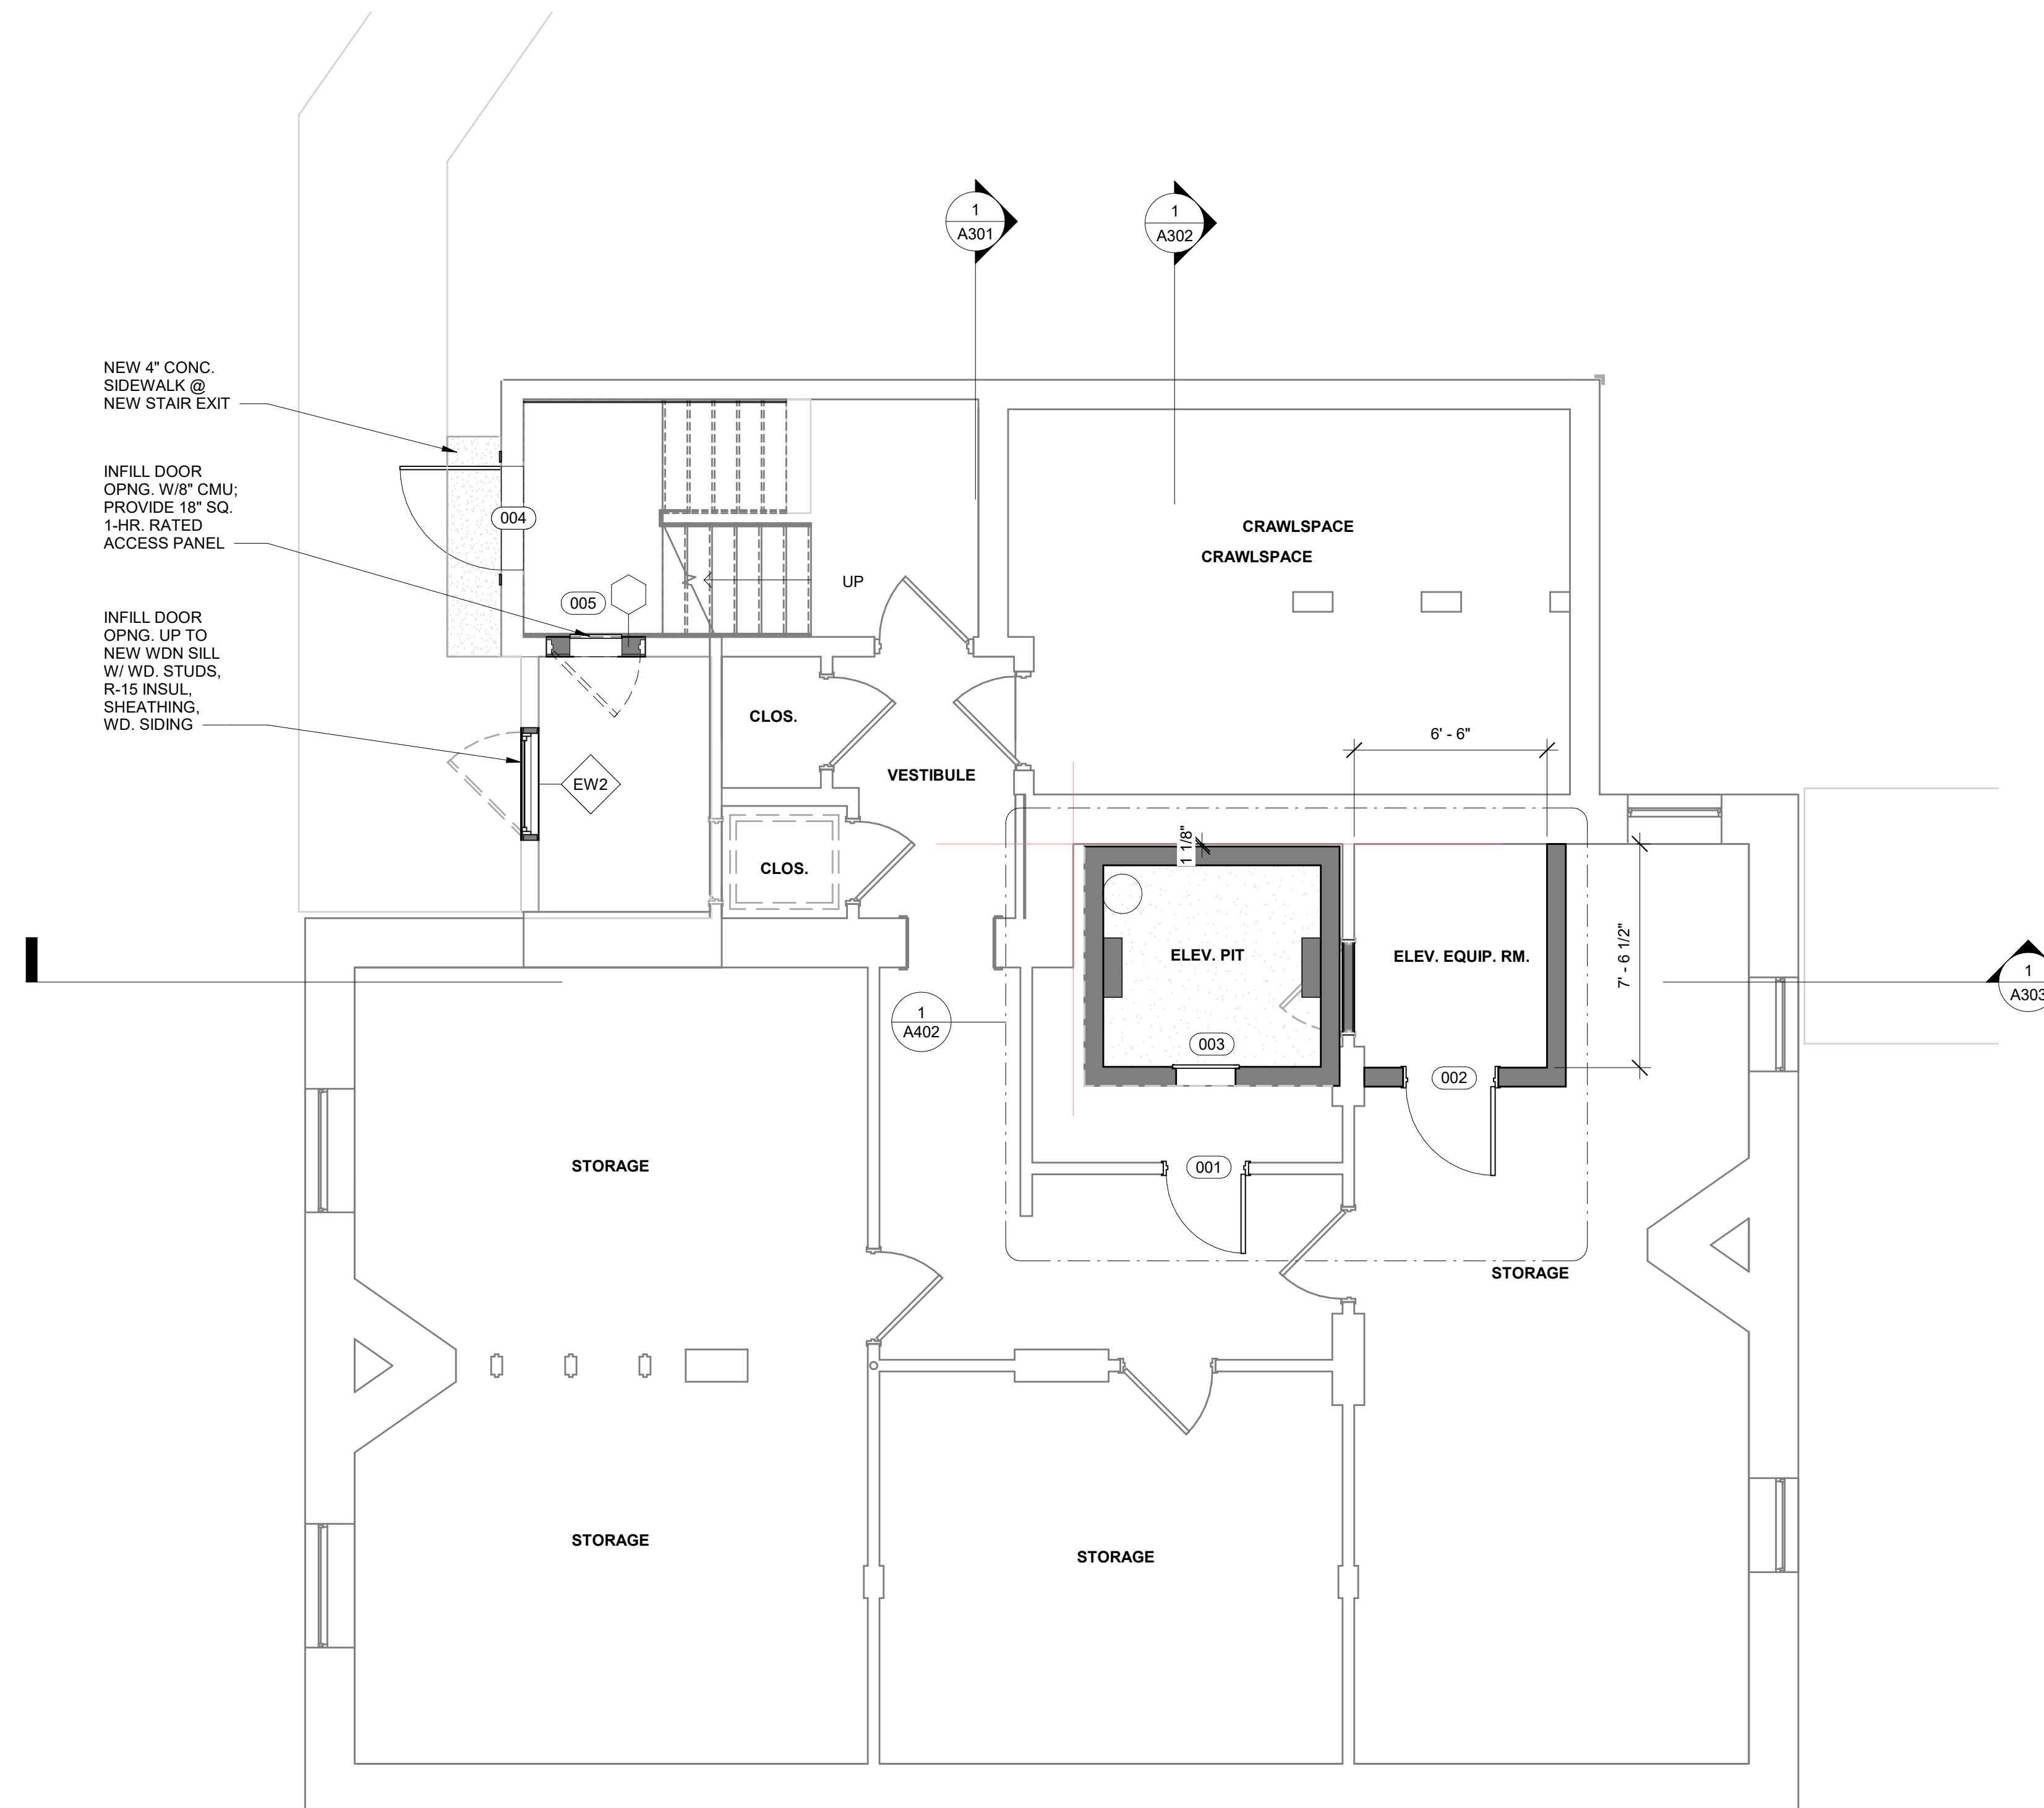 1
A301
1
A302
NEW 4" CONC.
SIDEWALK @
NEW STAIR EXIT
INFILL DOOR
OPNG. W/8" CMU;
PROVIDE 18" SQ.
1-HR. RATED
ACCESS PANEL
004
CRAWLSPACE
CRAWLSPACE
UP
005
INFILL DOOR
OPNG. UP TO
NEW WDN SILL
W/ WD. STUDS,
R-15 INSUL,
SHEATHING,
WD. SIDING
CLOS.
6' - 6"
VESTIBULE
EW2
1 1/8"
CLOS.
ELEV. PIT
ELEV. EQUIP. RM.
7' - 6 1/2"
1
A303
1
A402
003
002
STORAGE
001
STORAGE
STORAGE
STORAGE